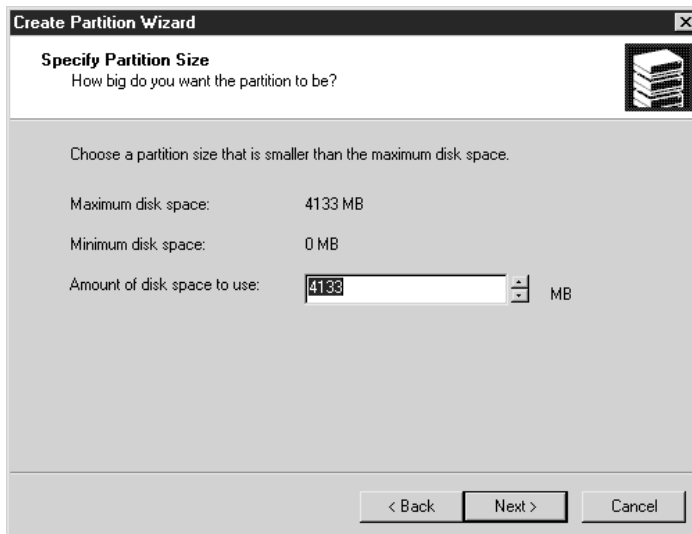 Create Partition Wizard
Specify Partition Size
How big do you want the partition to be?
Choose a partition size that is smaller than the maximum disk space.
Maximum disk space: 4133 MB
Minimum disk space: 0 MB
Amount of disk space to use: 4133 MB
< Back Next > Cancel